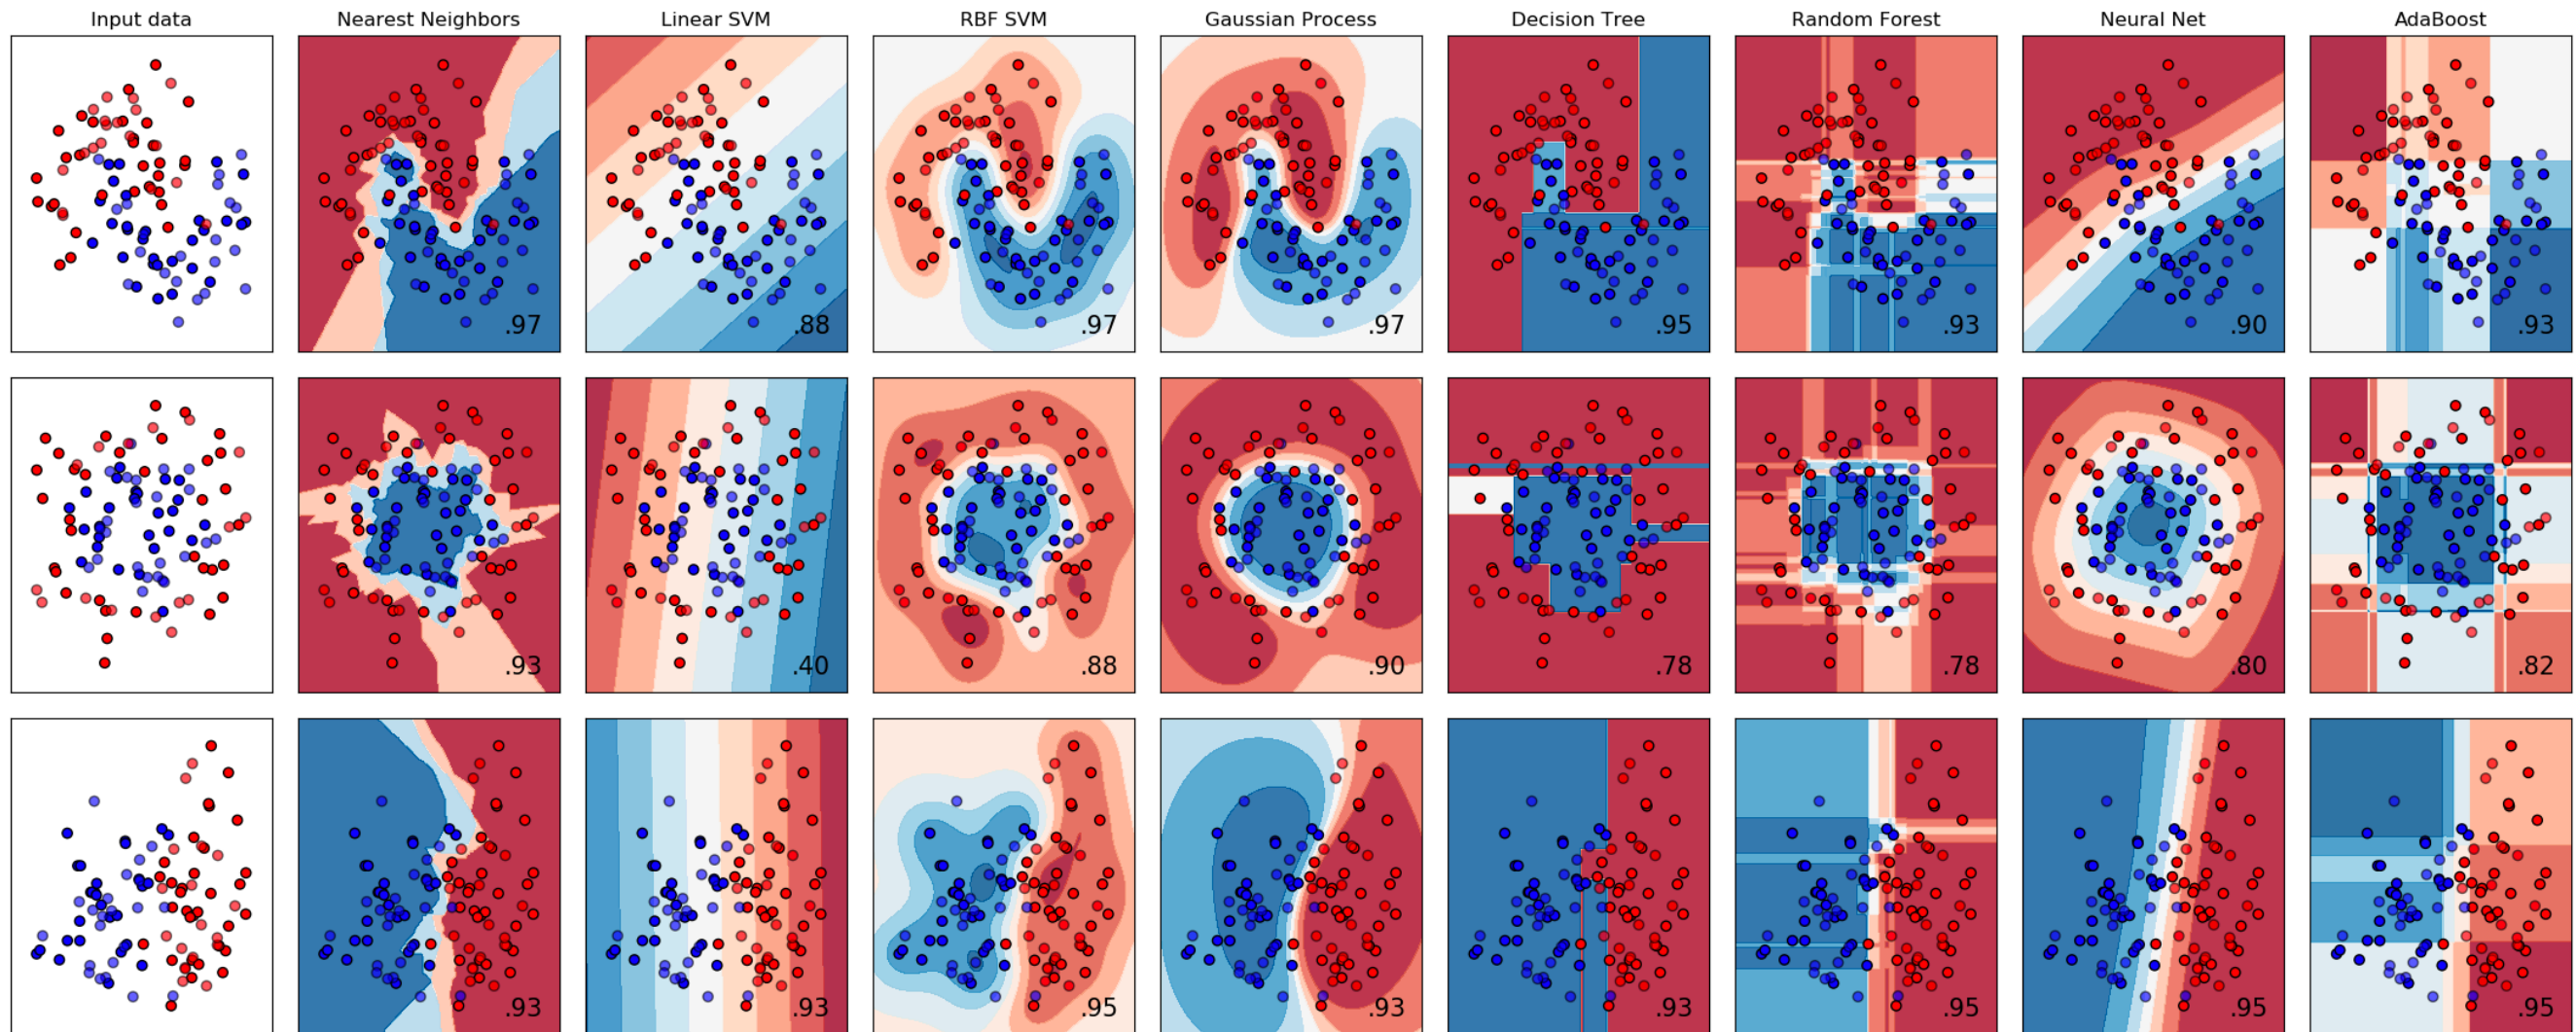 Input data
Nearest Neighbors
Linear SVM
RBF SVM
Gaussian Process
Decision Tree
Random Forest
Neural Net
AdaBoost
.97
.88
.97
.97
.95
.93
.90
.93
.93
.40
.88
.90
.78
.78
.80
.82
.93
.93
.95
.93
.93
.95
.95
.95